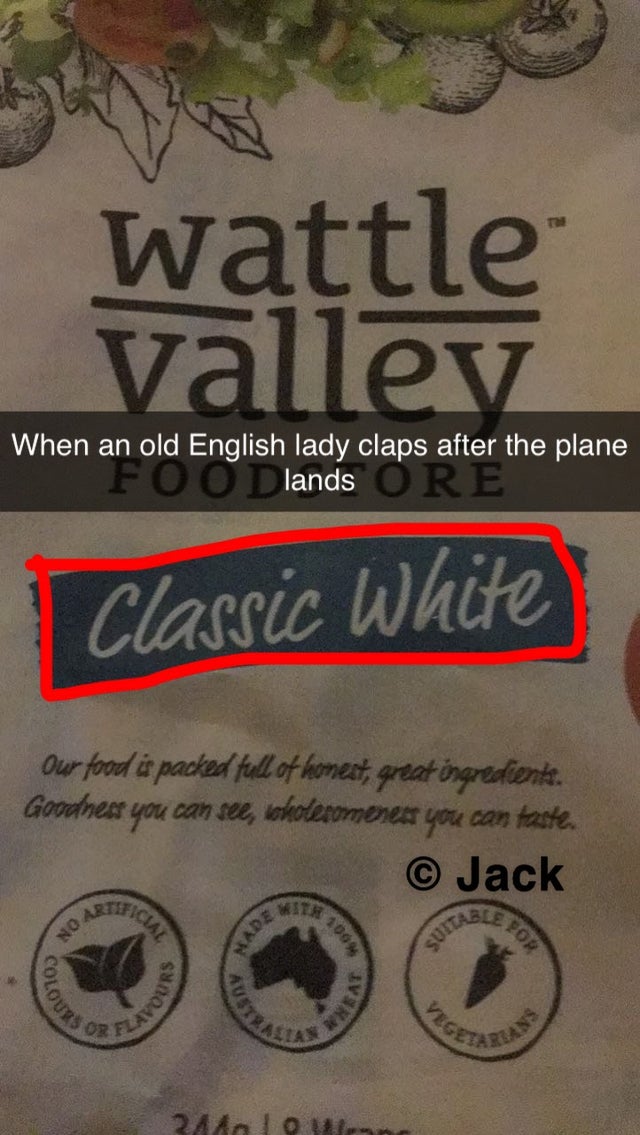 wattle™
valley
When an old English lady claps after the plane
lands
FOODSTORE
Classic White
Our food is packed full of honest, great ingredients.
Goodness you can see, wholesomeness you can taste.
© Jack
NO ARTIFICIAL
COLOURS OR FLAVOURS
MADE WITH 100%
AUSTRALIAN WHEAT
SUITABLE FOR
VEGETARIANS
344g | 8 Wraps